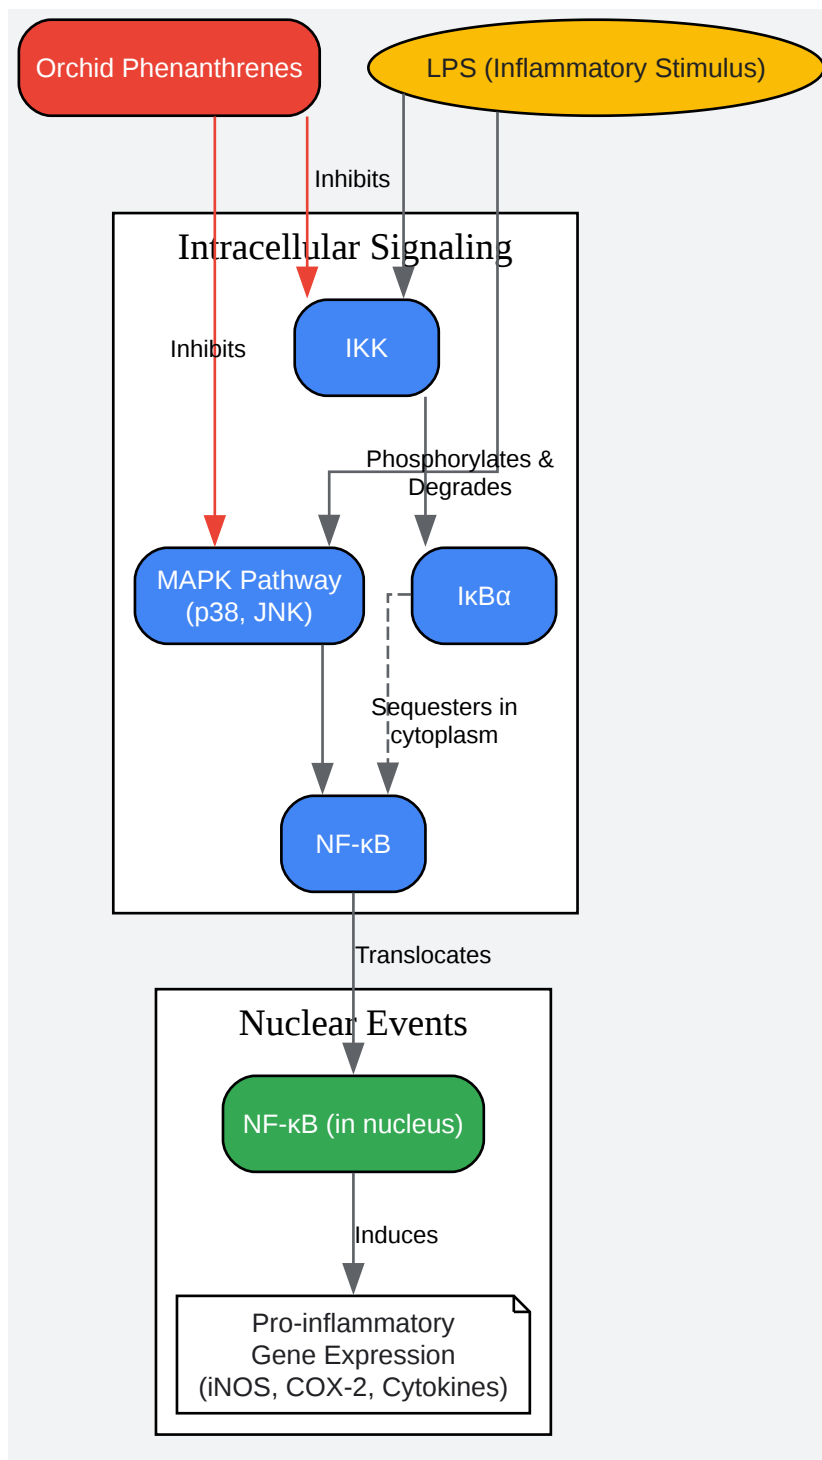 Orchid Phenanthrenes
LPS (Inflammatory Stimulus)
Inhibits
Intracellular Signaling
Inhibits
IKK
Phosphorylates &
Degrades
MAPK Pathway
(p38, JNK)
IκBα
Sequesters in
cytoplasm
NF-κB
Translocates
Nuclear Events
NF-κB (in nucleus)
Induces
Pro-inflammatory
Gene Expression
(iNOS, COX-2, Cytokines)